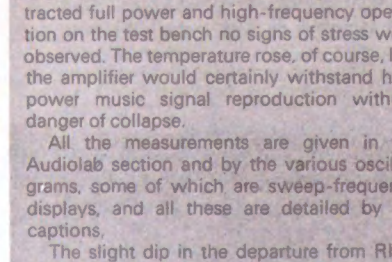 tracted full power and high-frequency ope
tion on the test bench no signs of stress w
observed. The temperature rose, of course,
the amplifier would certainly withstand h
power music signal reproduction with
danger of collapse.
All the measurements are given in
Audiolab section and by the various oscil
grams, some of which are sweep-frequen
displays, and all these are detailed by
captions,
The slight dip in the departure from RI